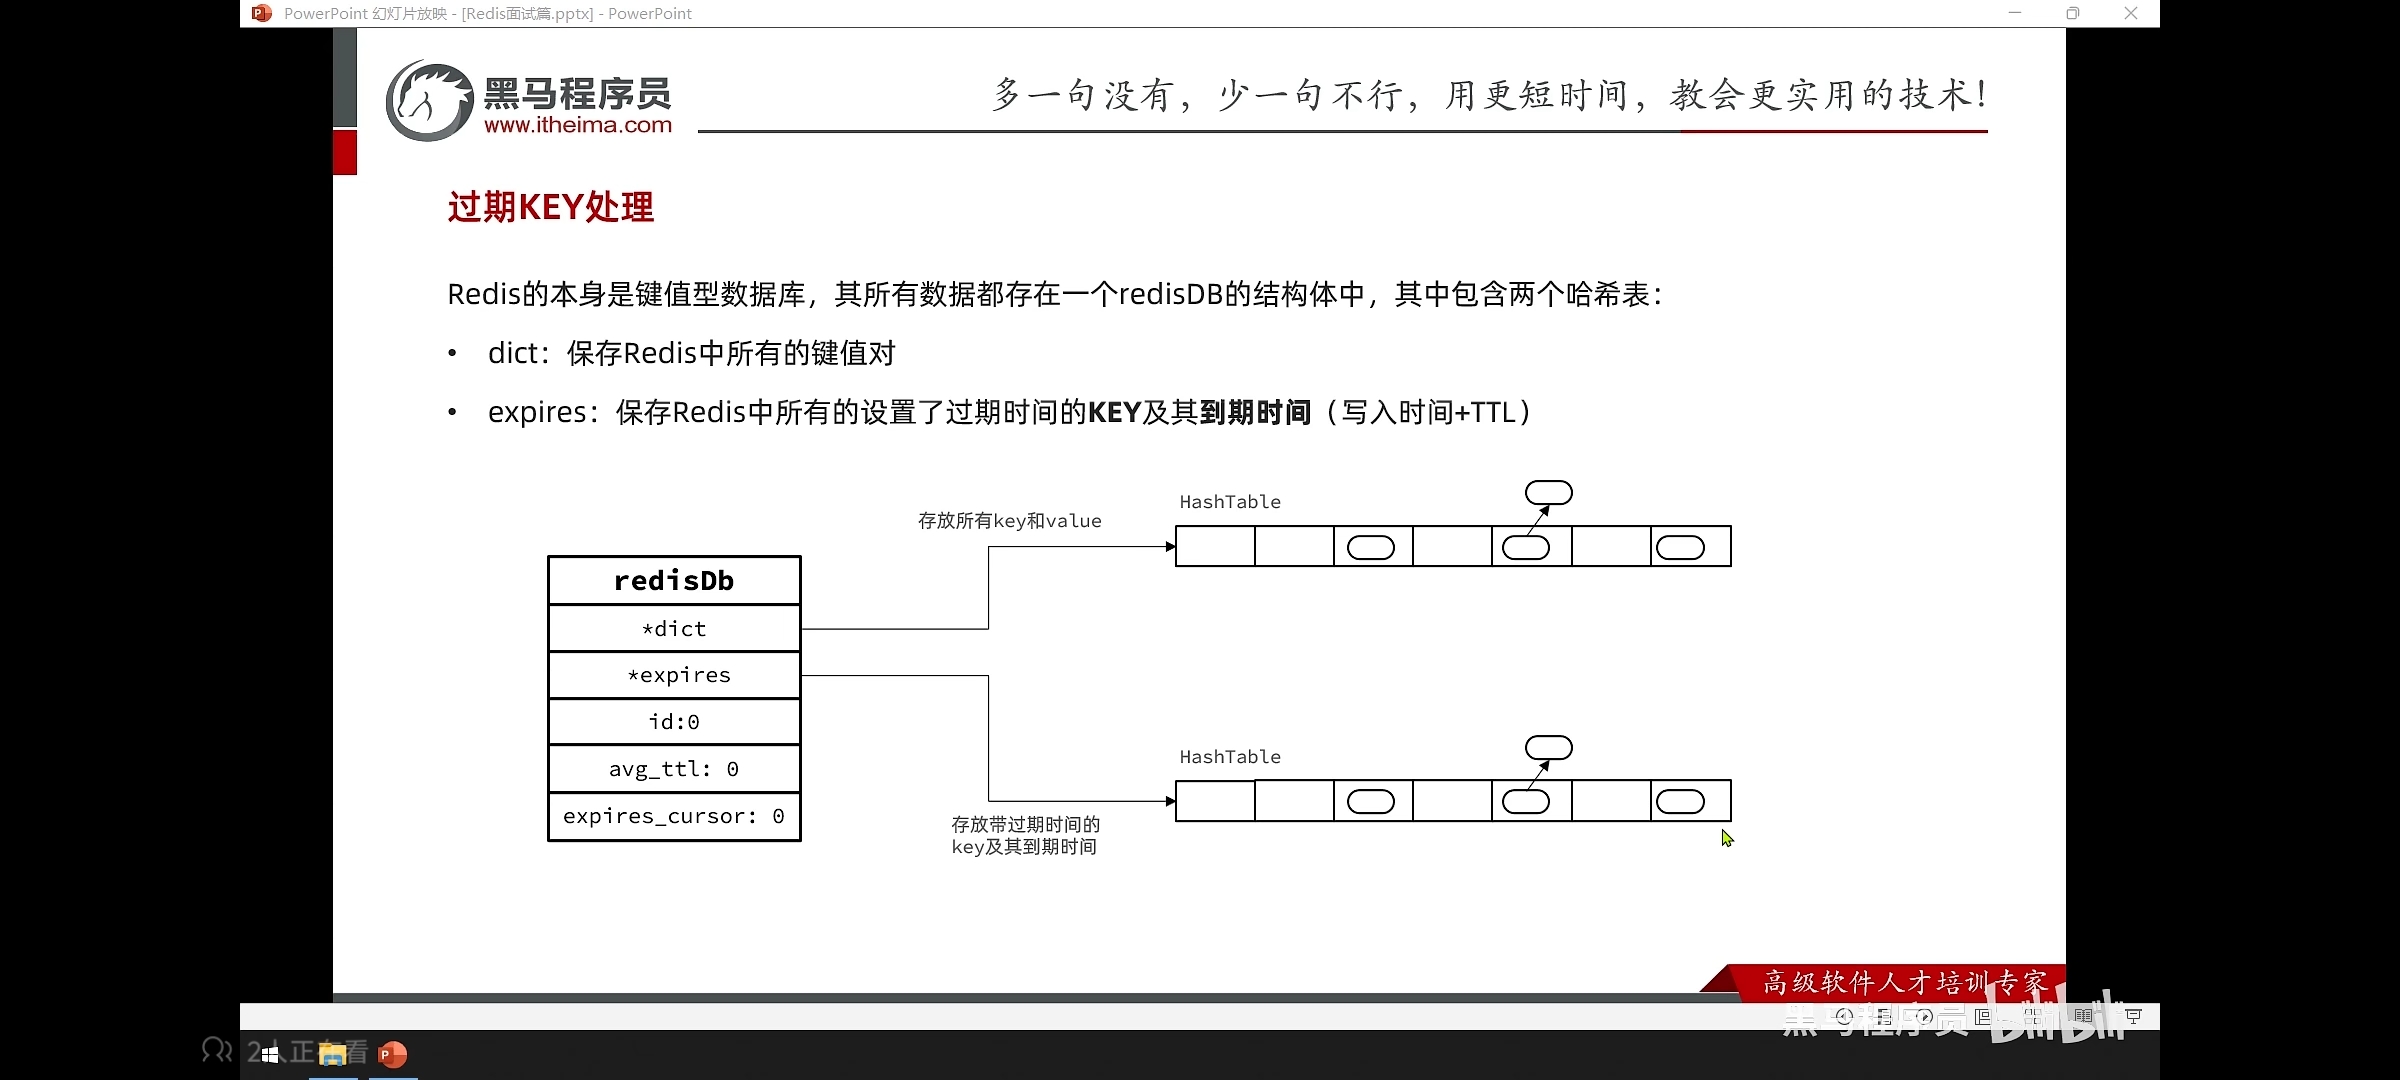 PowerPoint 幻灯片放映 - [Redis面试篇.pptx] - PowerPoint
黑马程序员
www.itheima.com
多一句没有，少一句不行，用更短时间，教会更实用的技术！
过期KEY处理
Redis的本身是键值型数据库，其所有数据都存在一个redisDB的结构体中，其中包含两个哈希表：
• dict：保存Redis中所有的键值对
• expires：保存Redis中所有的设置了过期时间的KEY及其到期时间（写入时间+TTL）
存放所有key和value
HashTable
redisDb
*dict
*expires
id:0
avg_ttl: 0
expires_cursor: 0
HashTable
存放带过期时间的
key及其到期时间
高级软件人才培训专家
黑马程序员 bilibili
2人正在看